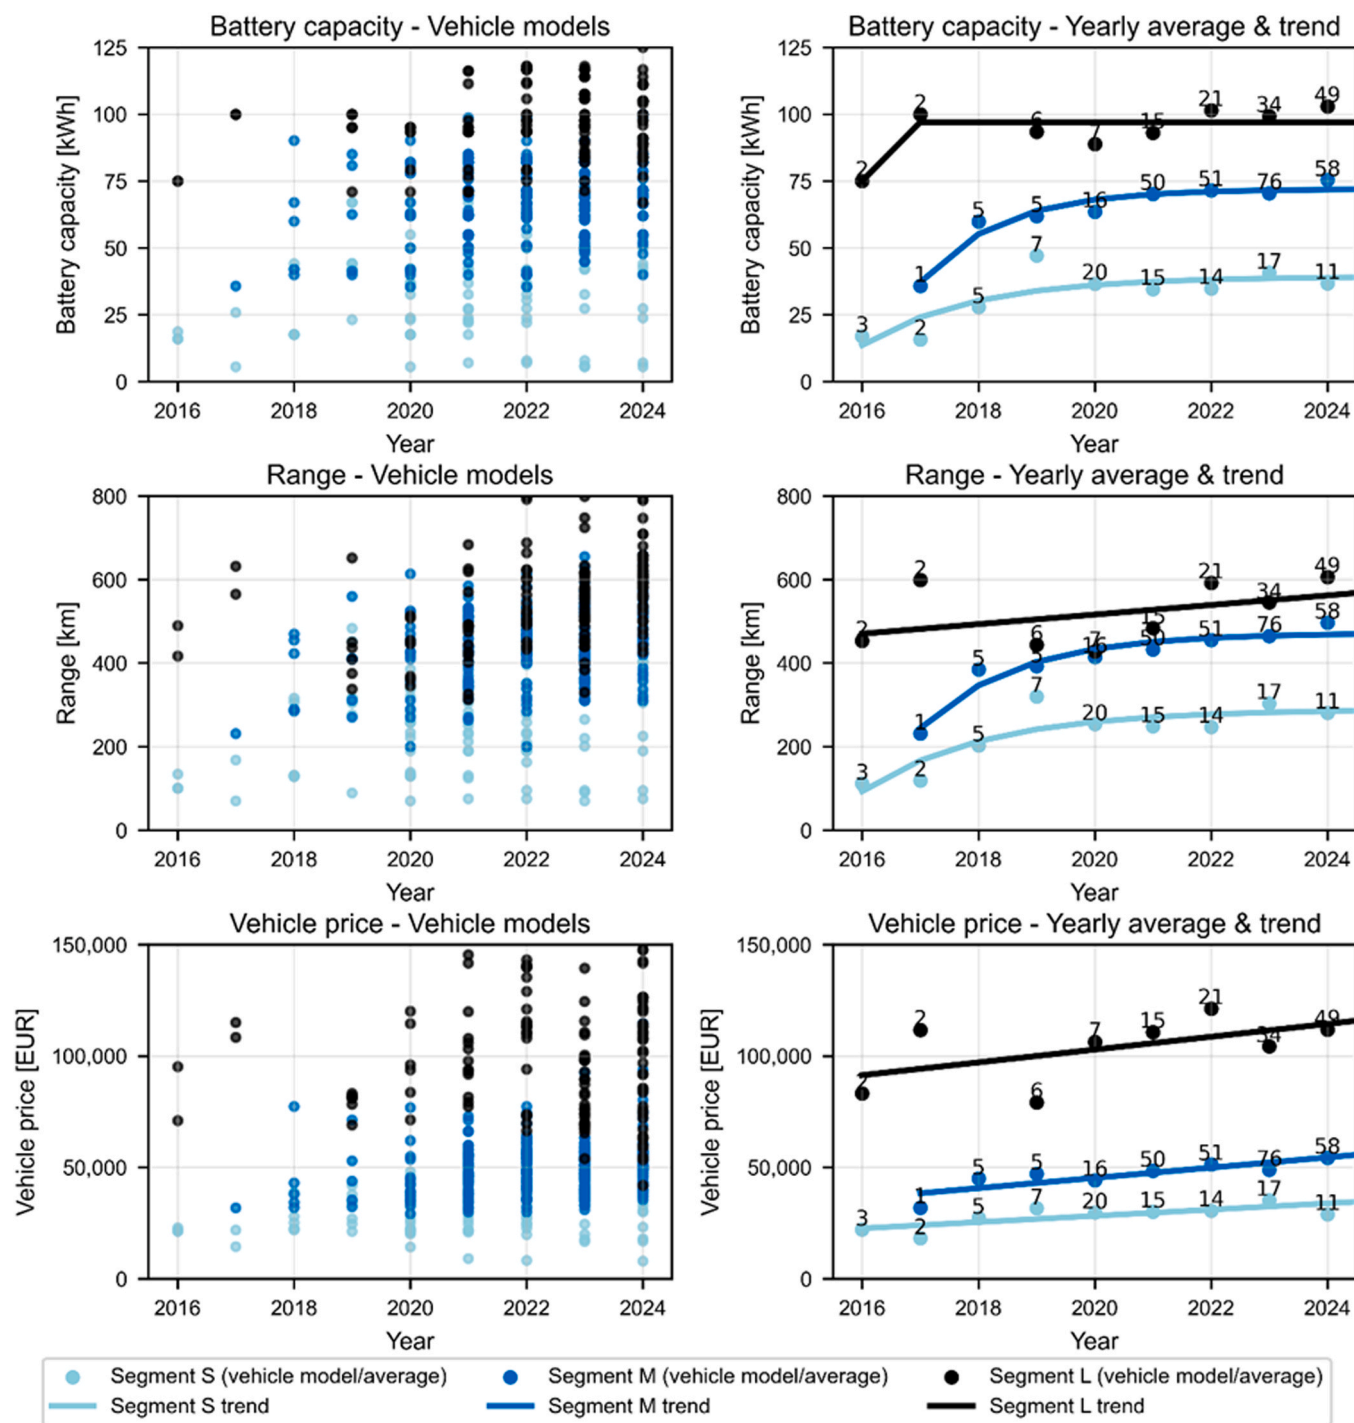 Battery capacity - Vehicle models
Battery capacity - Yearly average & trend
125
100
75
50
25
0
Battery capacity [kWh]
2016 2018 2020 2022 2024
Year
125
100
75
50
25
0
Battery capacity [kWh]
2 2 6 7 15 21 34 49
1 5 5 16 50 51 76 58
3 2 5 7 20 15 14 17 11
2016 2018 2020 2022 2024
Year
Range - Vehicle models
Range - Yearly average & trend
800
600
400
200
0
Range [km]
2016 2018 2020 2022 2024
Year
800
600
400
200
0
Range [km]
2 2 6 7 15 21 34 49
1 5 5 16 50 51 76 58
3 2 5 7 20 15 14 17 11
2016 2018 2020 2022 2024
Year
Vehicle price - Vehicle models
Vehicle price - Yearly average & trend
150,000
100,000
50,000
0
Vehicle price [EUR]
2016 2018 2020 2022 2024
Year
150,000
100,000
50,000
0
Vehicle price [EUR]
2 2 6 7 15 21 34 49
1 5 5 16 50 51 76 58
3 2 5 7 20 15 14 17 11
2016 2018 2020 2022 2024
Year
Segment S (vehicle model/average)
Segment M (vehicle model/average)
Segment L (vehicle model/average)
Segment S trend
Segment M trend
Segment L trend